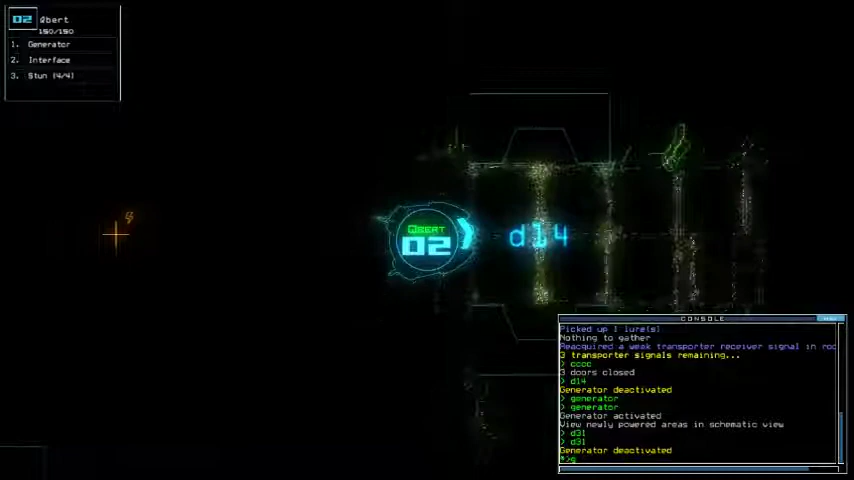 02 Qbert
150/150
1. Generator
2. Interface
3. Stun (4/4)
QBERT
02
d14
CONSOLE
Picked up 1 lure(s)
Nothing to gather
Reacquired a weak transporter receiver signal in roo
3 transporter signals remaining...
> cccc
3 doors closed
> d14
Generator deactivated
> generator
> generator
Generator activated
View newly powered areas in schematic view
> d31
> d31
Generator deactivated
>g